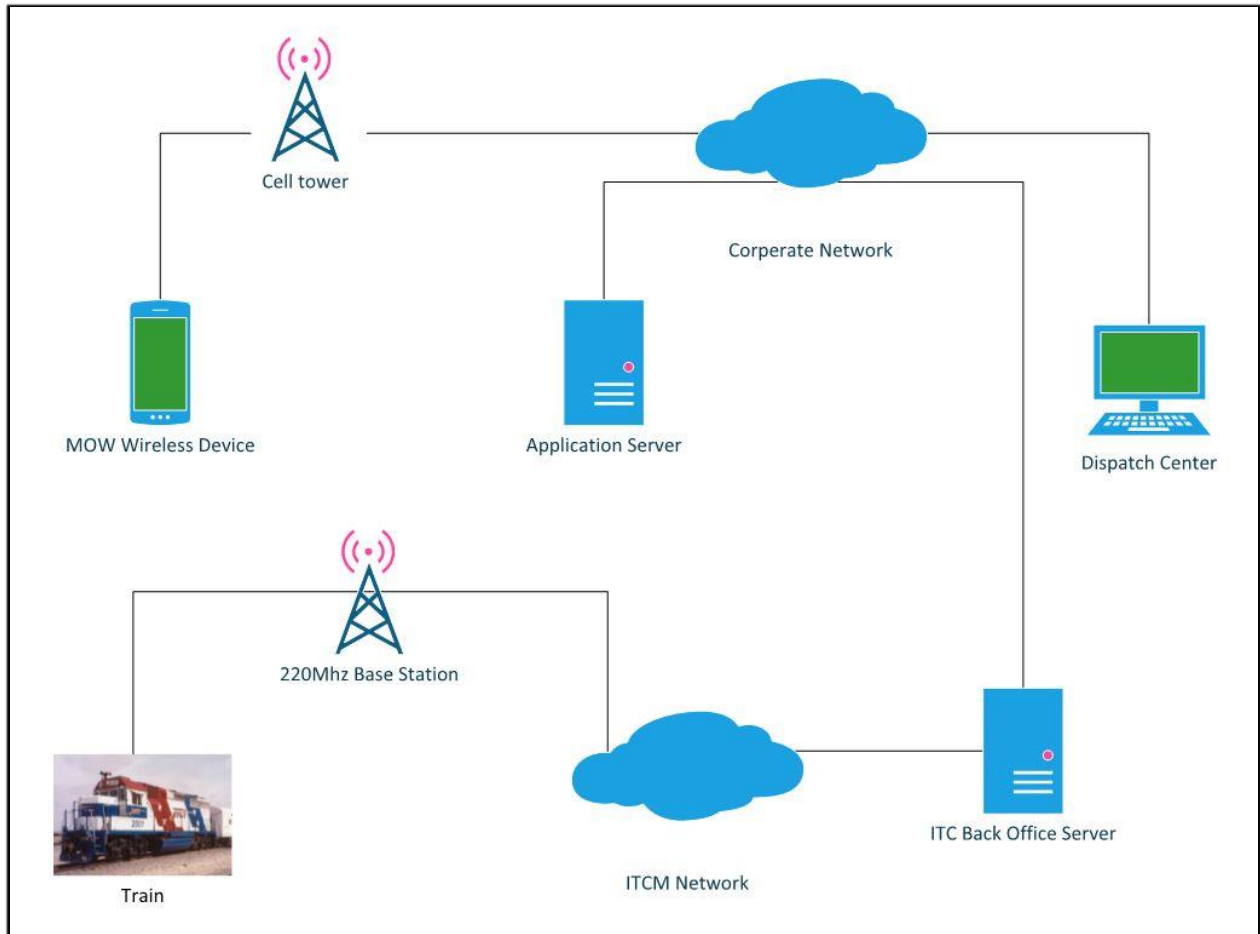 Cell tower
Corperate Network
MOW Wireless Device
Application Server
Dispatch Center
220Mhz Base Station
ITC Back Office Server
ITCM Network
Train